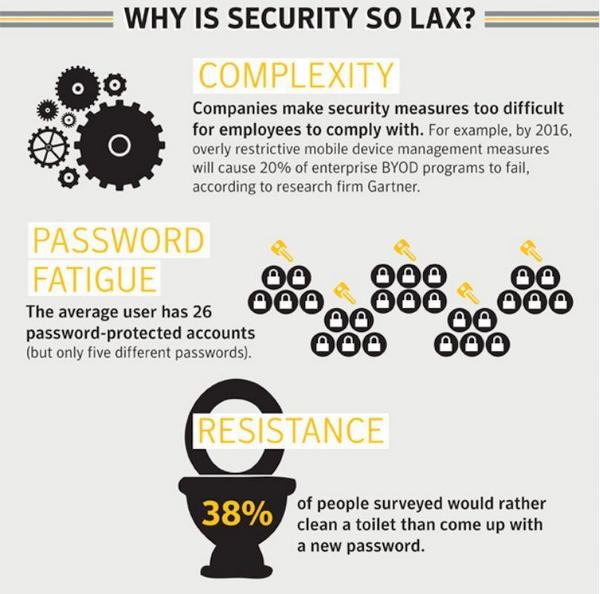 WHY IS SECURITY SO LAX?
COMPLEXITY
Companies make security measures too difficult
for employees to comply with. For example, by 2016,
overly restrictive mobile device management measures
will cause 20% of enterprise BYOD programs to fail,
according to research firm Gartner.
PASSWORD
FATIGUE
The average user has 26
password-protected accounts
(but only five different passwords).
RESISTANCE
38%
of people surveyed would rather
clean a toilet than come up with
a new password.